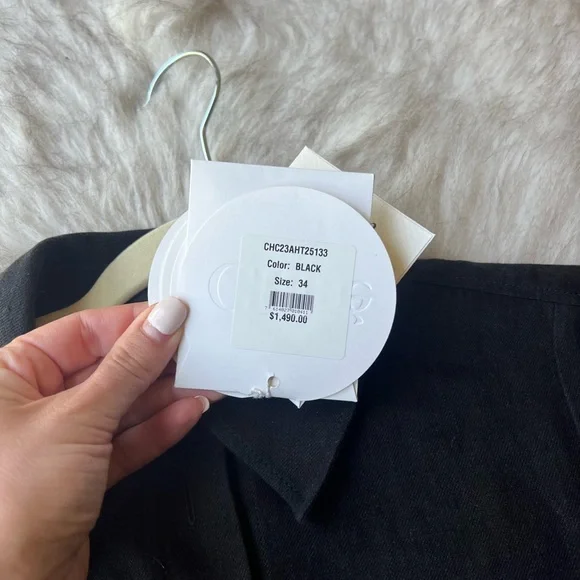 CHC23AHT25133
Color: BLACK
Size: 34
$1,490.00